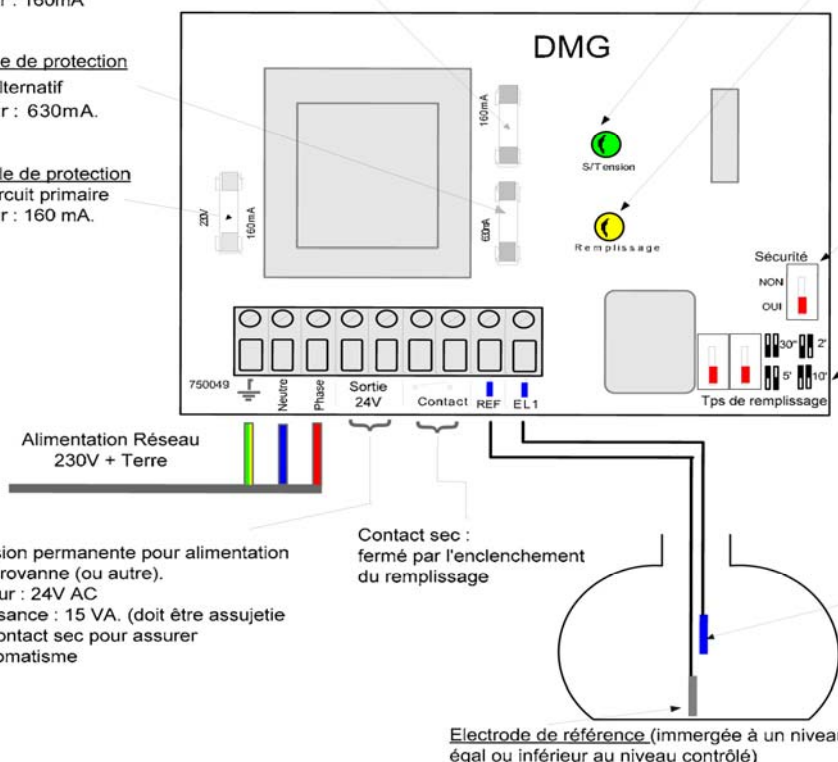 : 160mA
DMG
de protection
lternatif
r : 630mA.
160mA
S/Tension
le de protection
ircuit primaire
r : 160 mA.
160mA
Remplissage
Sécurité
NON
OUI
30" 2'
5' 10'
Tps de remplissage
750049
Neutre
Phase
Sortie
24V
Contact
REF
EL1
Alimentation Réseau
230V + Terre
sion permanente pour alimentation
rovanne (ou autre).
ur : 24V AC
sance : 15 VA. (doit être assujetie
ontact sec pour assurer
omatisme
Contact sec :
fermé par l'enclenchement
du remplissage
Electrode de référence (immergée à un niveau
égal ou inférieur au niveau contrôlé)